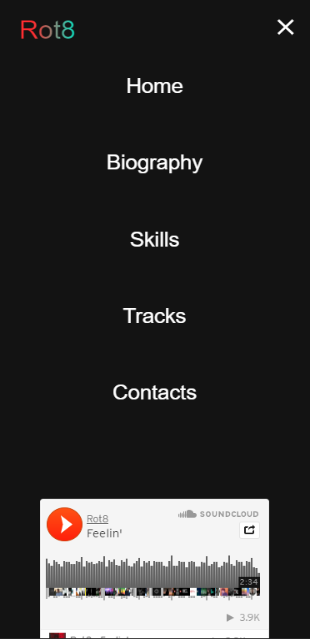 Rot8
Home
Biography
Skills
Tracks
Contacts
Rot8
SOUNDCLOUD
Feelin'
2:34
3.9K